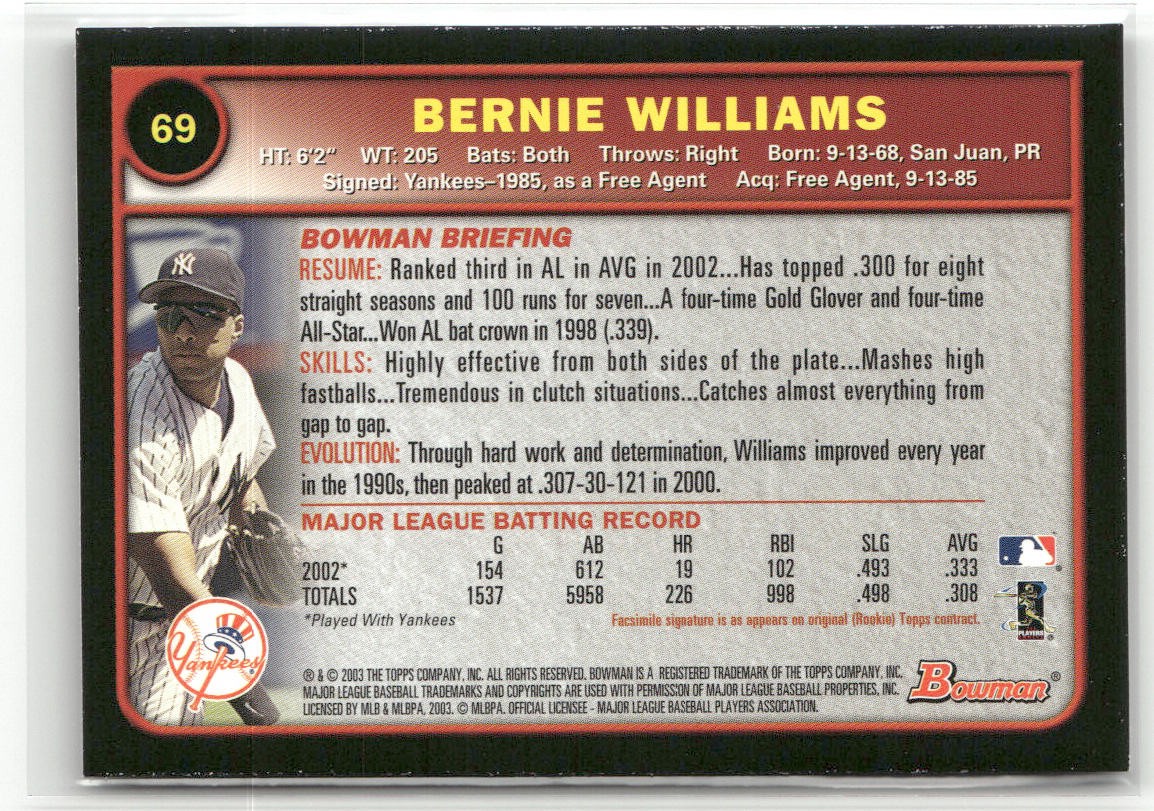 69
BERNIE WILLIAMS
HT: 6'2" WT: 205 Bats: Both Throws: Right Born: 9-13-68, San Juan, PR
Signed: Yankees–1985, as a Free Agent Acq: Free Agent, 9-13-85
NY
BOWMAN BRIEFING
RESUME: Ranked third in AL in AVG in 2002...Has topped .300 for eight
straight seasons and 100 runs for seven...A four-time Gold Glover and four-time
All-Star...Won AL bat crown in 1998 (.339).
SKILLS: Highly effective from both sides of the plate...Mashes high
fastballs...Tremendous in clutch situations...Catches almost everything from
gap to gap.
EVOLUTION: Through hard work and determination, Williams improved every year
in the 1990s, then peaked at .307-30-121 in 2000.
MAJOR LEAGUE BATTING RECORD
G AB HR RBI SLG AVG
2002* 154 612 19 102 .493 .333
TOTALS 1537 5958 226 998 .498 .308
*Played With Yankees Facsimile signature is as appears on original (Rookie) Topps contract.
PLAYERS
Yankees
® & © 2003 THE TOPPS COMPANY, INC. ALL RIGHTS RESERVED. BOWMAN IS A REGISTERED TRADEMARK OF THE TOPPS COMPANY, INC.
MAJOR LEAGUE BASEBALL TRADEMARKS AND COPYRIGHTS ARE USED WITH PERMISSION OF MAJOR LEAGUE BASEBALL PROPERTIES, INC.
LICENSED BY MLB & MLBPA, 2003. © MLBPA. OFFICIAL LICENSEE - MAJOR LEAGUE BASEBALL PLAYERS ASSOCIATION.
Bowman®